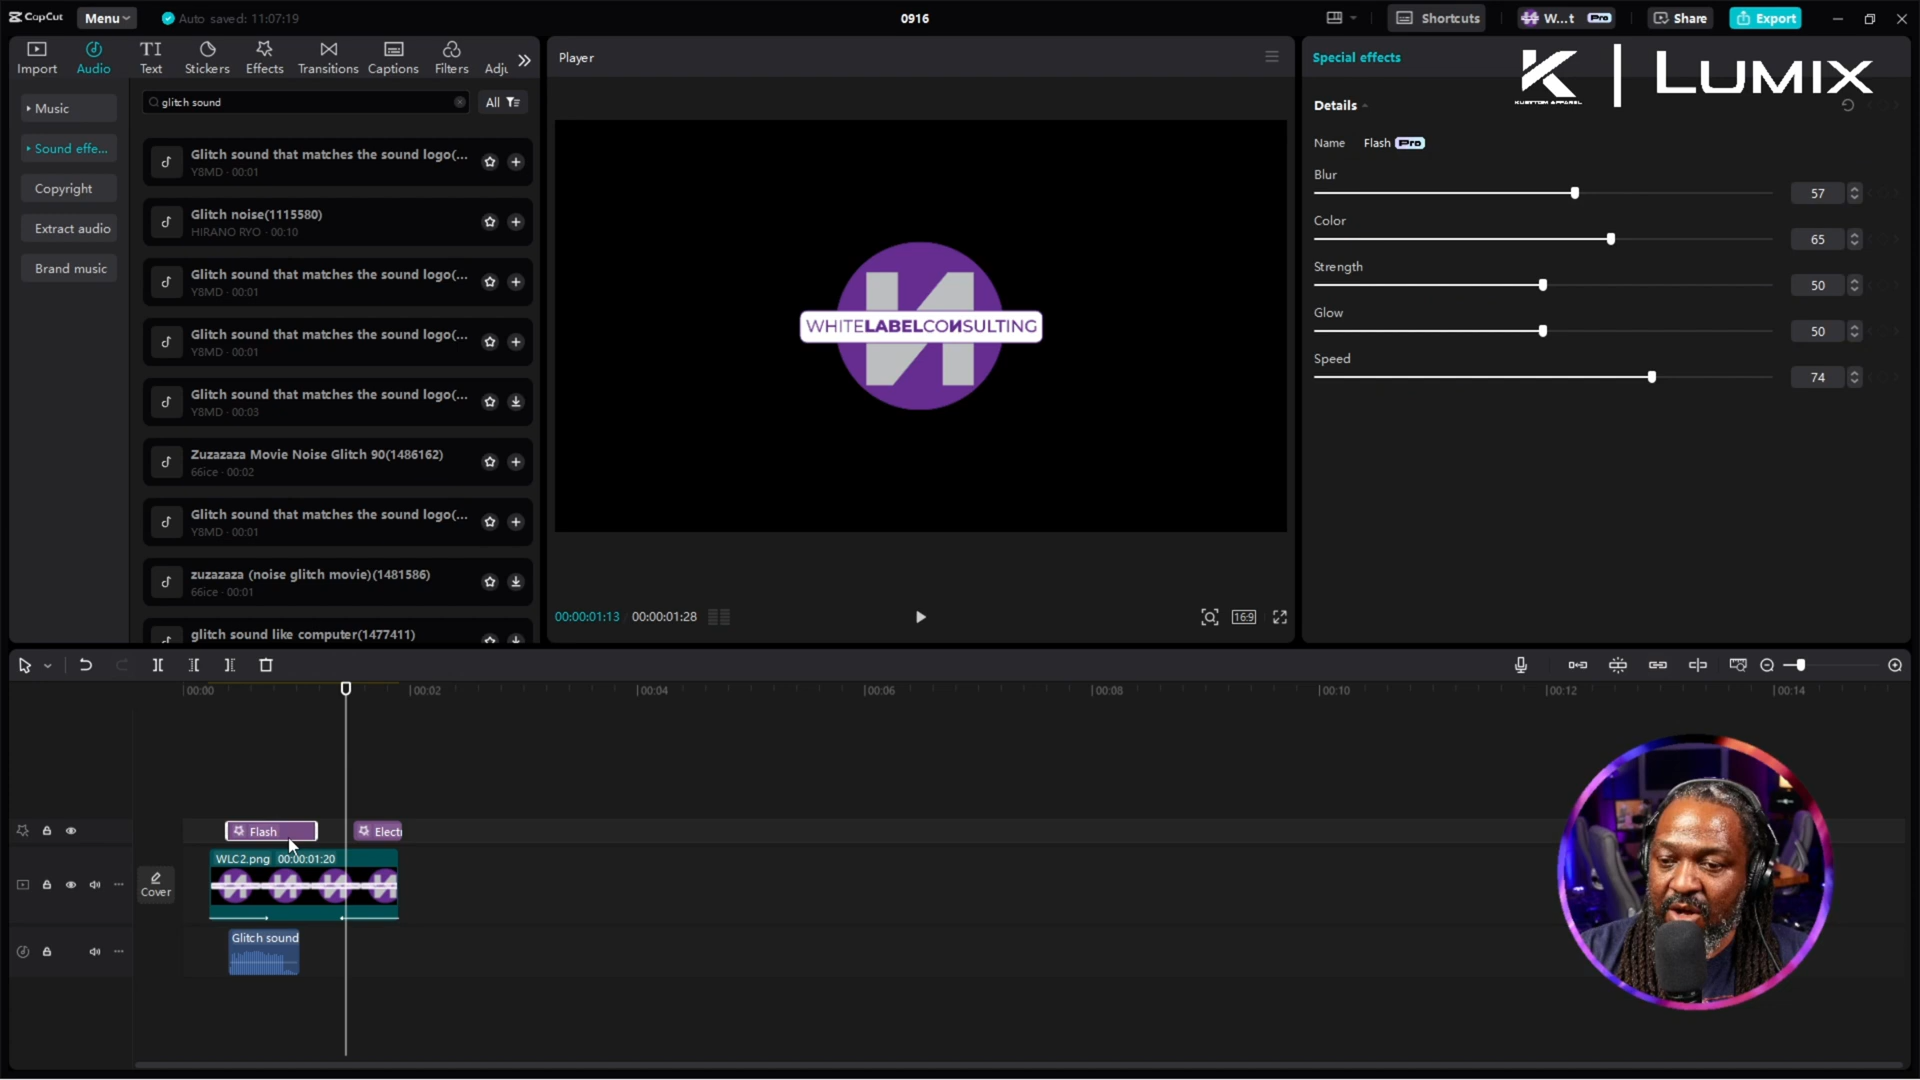 CapCut
Menu
Auto saved: 11:07:19
0916
Shortcuts
W...t
Pro
Share
Export
Import
Audio
TI
Text
Stickers
Effects
Transitions
Captions
Filters
Adju
Player
Special effects
K | LUMIX
KUSTTOM APPAREL
Music
Sound effe...
Copyright
Extract audio
Brand music
glitch sound
All
Glitch sound that matches the sound logo(...
Y8MD · 00:01
Glitch noise(1115580)
HIRANO RYO · 00:10
Glitch sound that matches the sound logo(...
Y8MD · 00:01
Glitch sound that matches the sound logo(...
Y8MD · 00:01
Glitch sound that matches the sound logo(...
Y8MD · 00:03
Zuzazaza Movie Noise Glitch 90(1486162)
66ice · 00:02
Glitch sound that matches the sound logo(...
Y8MD · 00:01
zuzazaza (noise glitch movie)(1481586)
66ice · 00:01
glitch sound like computer(1477411)
WHITELABELCOИSULTING
00:00:01:13 00:00:01:28
16:9
Details
Name Flash Pro
Blur
57
Color
65
Strength
50
Glow
50
Speed
74
00:00 00:02 00:04 00:06 00:08 00:10 00:12 00:14
Flash
Electr
WLC2.png 00:00:01:20
Cover
Glitch sound